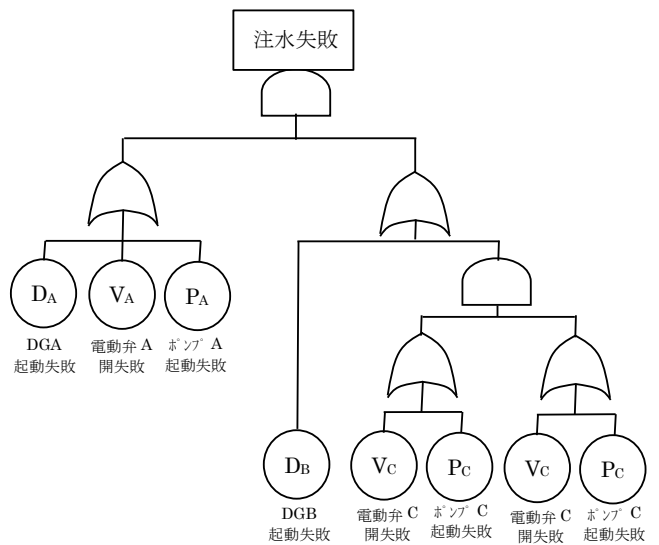 注水失敗
DA
VA
PA
DGA
起動失敗
電動弁 A
開失敗
ﾎﾟﾝﾌﾟ A
起動失敗
DB
VC
PC
VC
PC
DGB
起動失敗
電動弁 C
開失敗
ﾎﾟﾝﾌﾟ C
起動失敗
電動弁 C
開失敗
ﾎﾟﾝﾌﾟ C
起動失敗